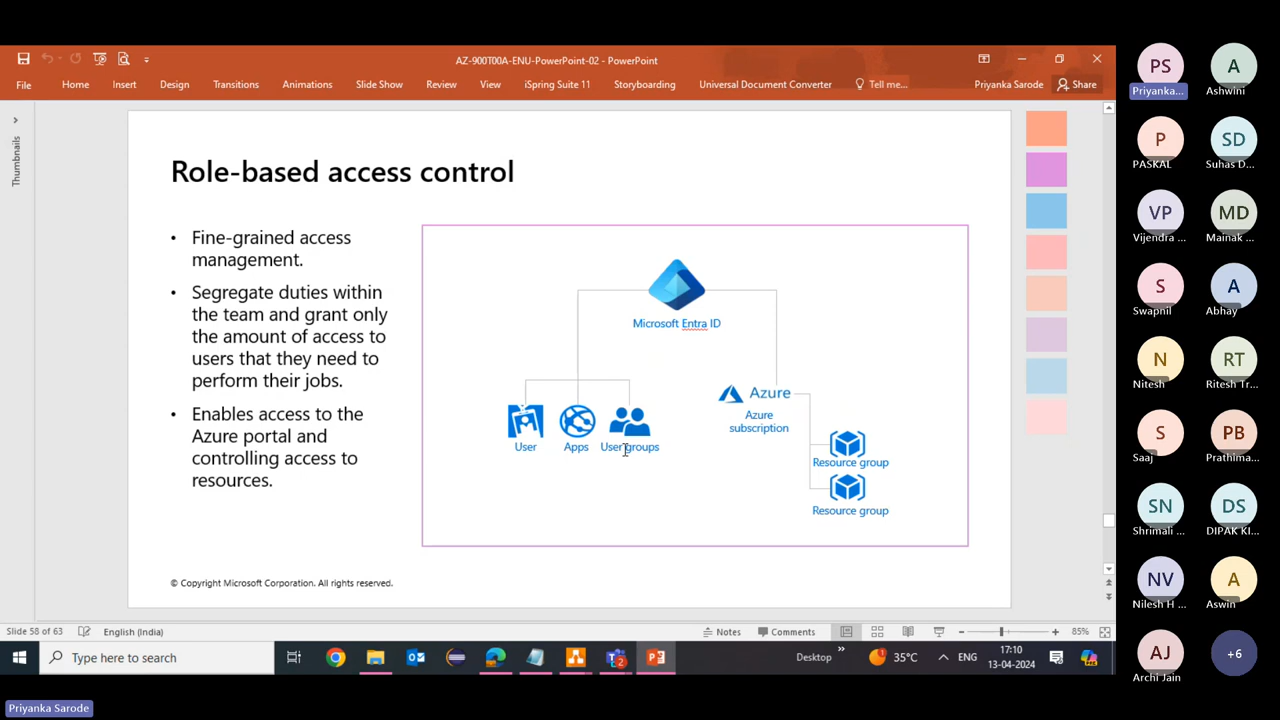 AZ-900T00A-ENU-PowerPoint-02 - PowerPoint
File Home Insert Design Transitions Animations Slide Show Review View iSpring Suite 11 Storyboarding Universal Document Converter Tell me... Priyanka Sarode Share
Thumbnails
Role-based access control
• Fine-grained access
management.
• Segregate duties within
the team and grant only
the amount of access to
users that they need to
perform their jobs.
• Enables access to the
Azure portal and
controlling access to
resources.
Microsoft Entra ID
User
Apps
User groups
Azure
Azure
subscription
Resource group
Resource group
© Copyright Microsoft Corporation. All rights reserved.
Slide 58 of 63 English (India) Notes Comments 85%
Type here to search
Desktop » 35°C ENG
17:10
13-04-2024
Priyanka Sarode
PS A
Priyanka... Ashwini
P SD
PASKAL Suhas D...
VP MD
Vijendra ... Mainak ...
S A
Swapnil Abhay
N RT
Nitesh Ritesh Tr...
S PB
Saaj Prathima...
SN DS
Shrimali ... DIPAK KI...
NV A
Nilesh H ... Aswin
AJ +6
Archi Jain